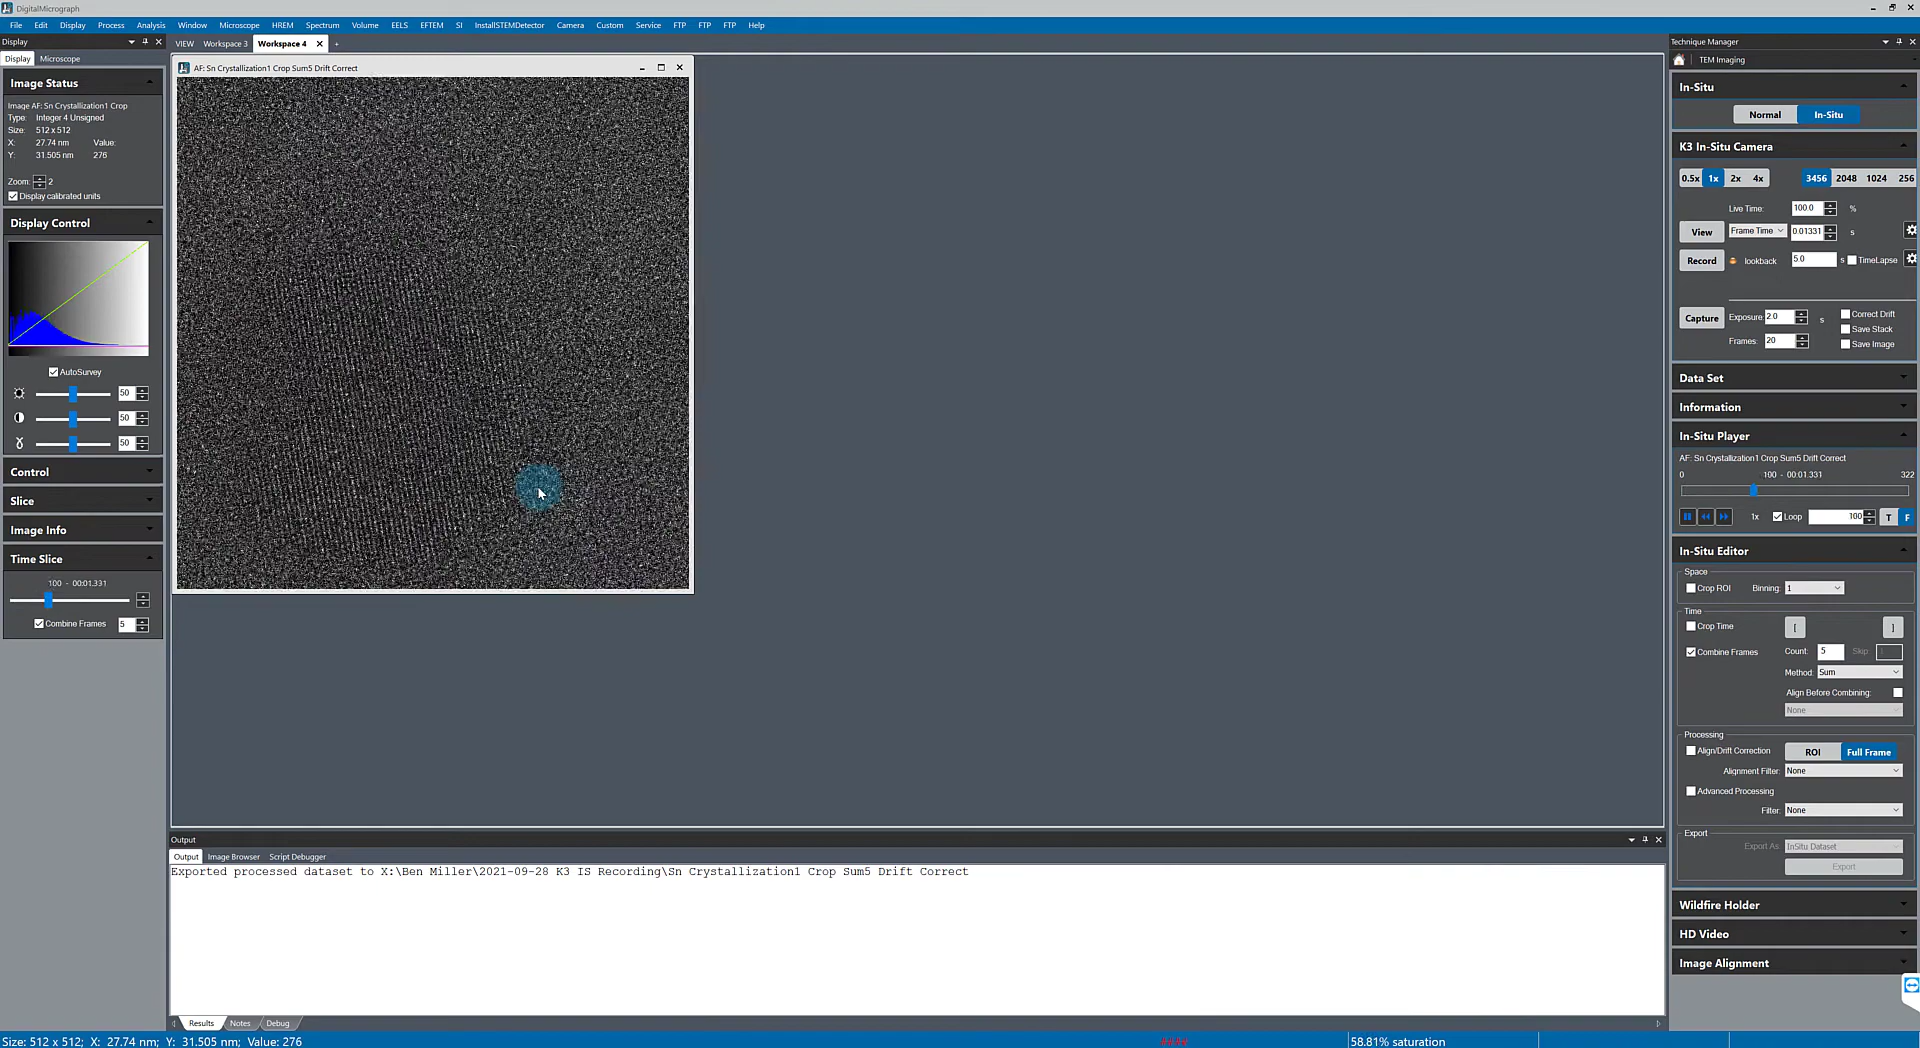 DigitalMicrograph
File Edit Display Process Analysis Window Microscope HREM Spectrum Volume EELS EFTEM SI InstallSTEMDetector Camera Custom Service FTP FTP FTP Help
Display
Display Microscope
Image Status
Image AF: Sn Crystallization1 Crop
Type: Integer 4 Unsigned
Size: 512 x 512
X: 27.74 nm Value:
Y: 31.505 nm 276
Zoom: 2
Display calibrated units
Display Control
AutoSurvey
50
50
50
Control
Slice
Image Info
Time Slice
100 - 00:01.331
Combine Frames 5
VIEW Workspace 3 Workspace 4 +
AF: Sn Crystallization1 Crop Sum5 Drift Correct
Output
Output Image Browser Script Debugger
Exported processed dataset to X:\Ben Miller\2021-09-28 K3 IS Recording\Sn Crystallization1 Crop Sum5 Drift Correct
Results Notes Debug
Technique Manager
TEM Imaging
In-Situ
Normal In-Situ
K3 In-Situ Camera
0.5x 1x 2x 4x 3456 2048 1024 256
Live Time: 100.0 %
View Frame Time 0.01331 s
Record lookback 5.0 s TimeLapse
Capture Exposure: 2.0 s Correct Drift
Save Stack
Frames: 20 Save Image
Data Set
Information
In-Situ Player
AF: Sn Crystallization1 Crop Sum5 Drift Correct
0 100 - 00:01.331 322
1x Loop 100 T F
In-Situ Editor
Space
Crop ROI Binning: 1
Time
Crop Time [ ]
Combine Frames Count: 5 Skip:
Method: Sum
Align Before Combining:
None
Processing
Align/Drift Correction ROI Full Frame
Alignment Filter: None
Advanced Processing
Filter: None
Export
Export As: InSitu Dataset
Export
Wildfire Holder
HD Video
Image Alignment
Size: 512 x 512; X: 27.74 nm; Y: 31.505 nm; Value: 276 #### 58.81% saturation